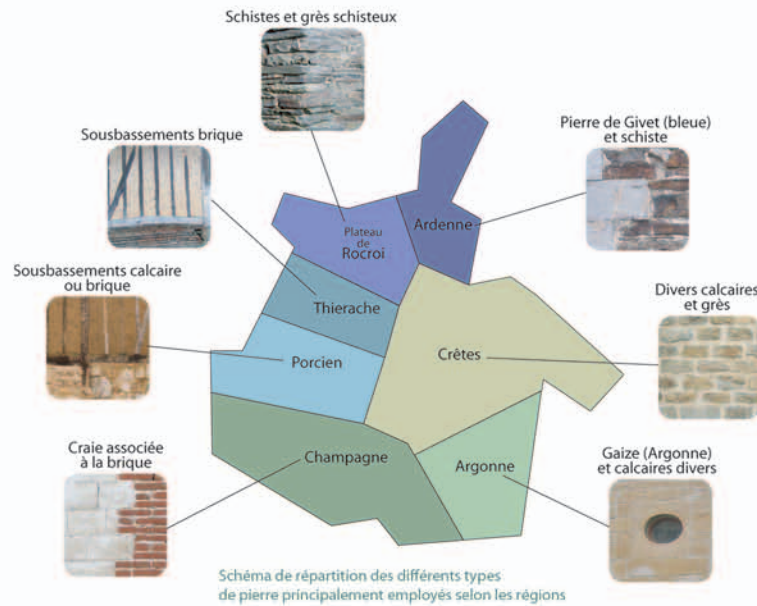 Schistes et grès schisteux
Sousbassements brique
Pierre de Givet (bleue)
et schiste
Ardenne
Plateau
de
Rocroi
Sousbassements calcaire
ou brique
Thierache
Divers calcaires
et grès
Porcien
Crêtes
Craie associée
à la brique
Champagne
Argonne
Gaize (Argonne)
et calcaires divers
Schéma de répartition des différents types
de pierre principalement employés selon les régions